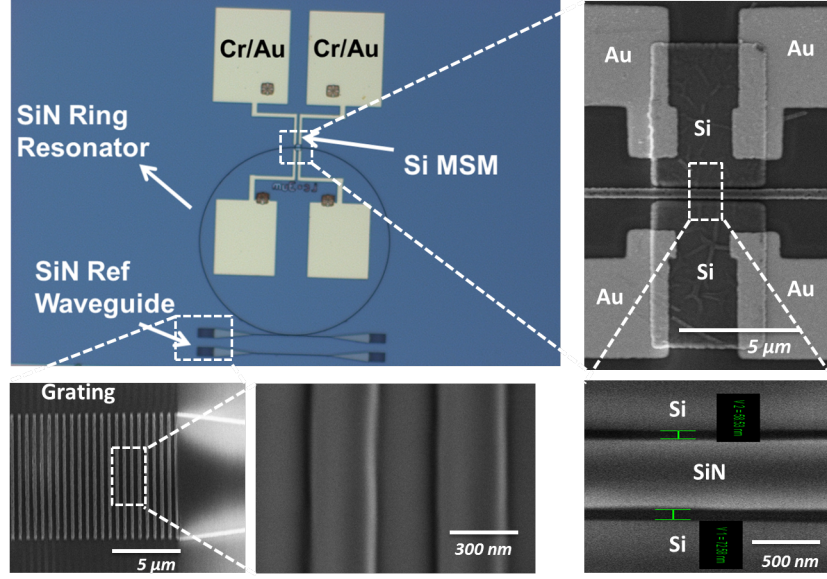 Cr/Au
Cr/Au
SiN Ring
Resonator
Si MSM
SiN Ref
Waveguide
Au
Au
Si
Si
Au
Au
5 µm
Grating
5 µm
300 nm
Si
SiN
Si
500 nm